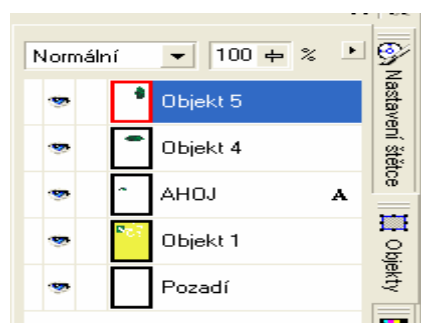 Normální 100 %
Objekt 5
Objekt 4
AHOJ A
Objekt 1
Pozadí
Nastavení štětce
Objekty